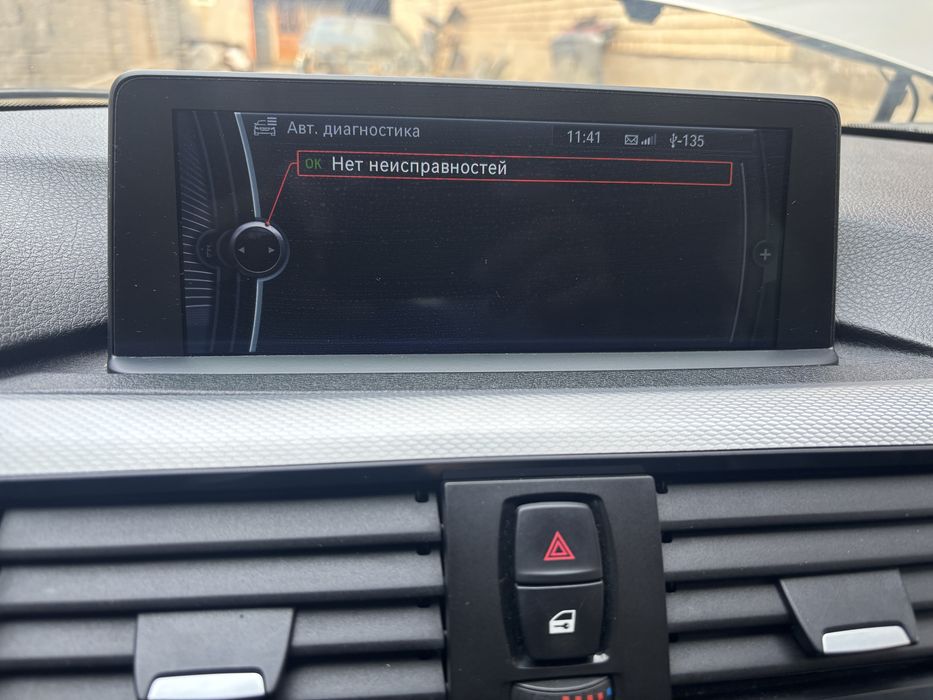 Авт. диагностика
11:41
-135
OK Нет неисправностей